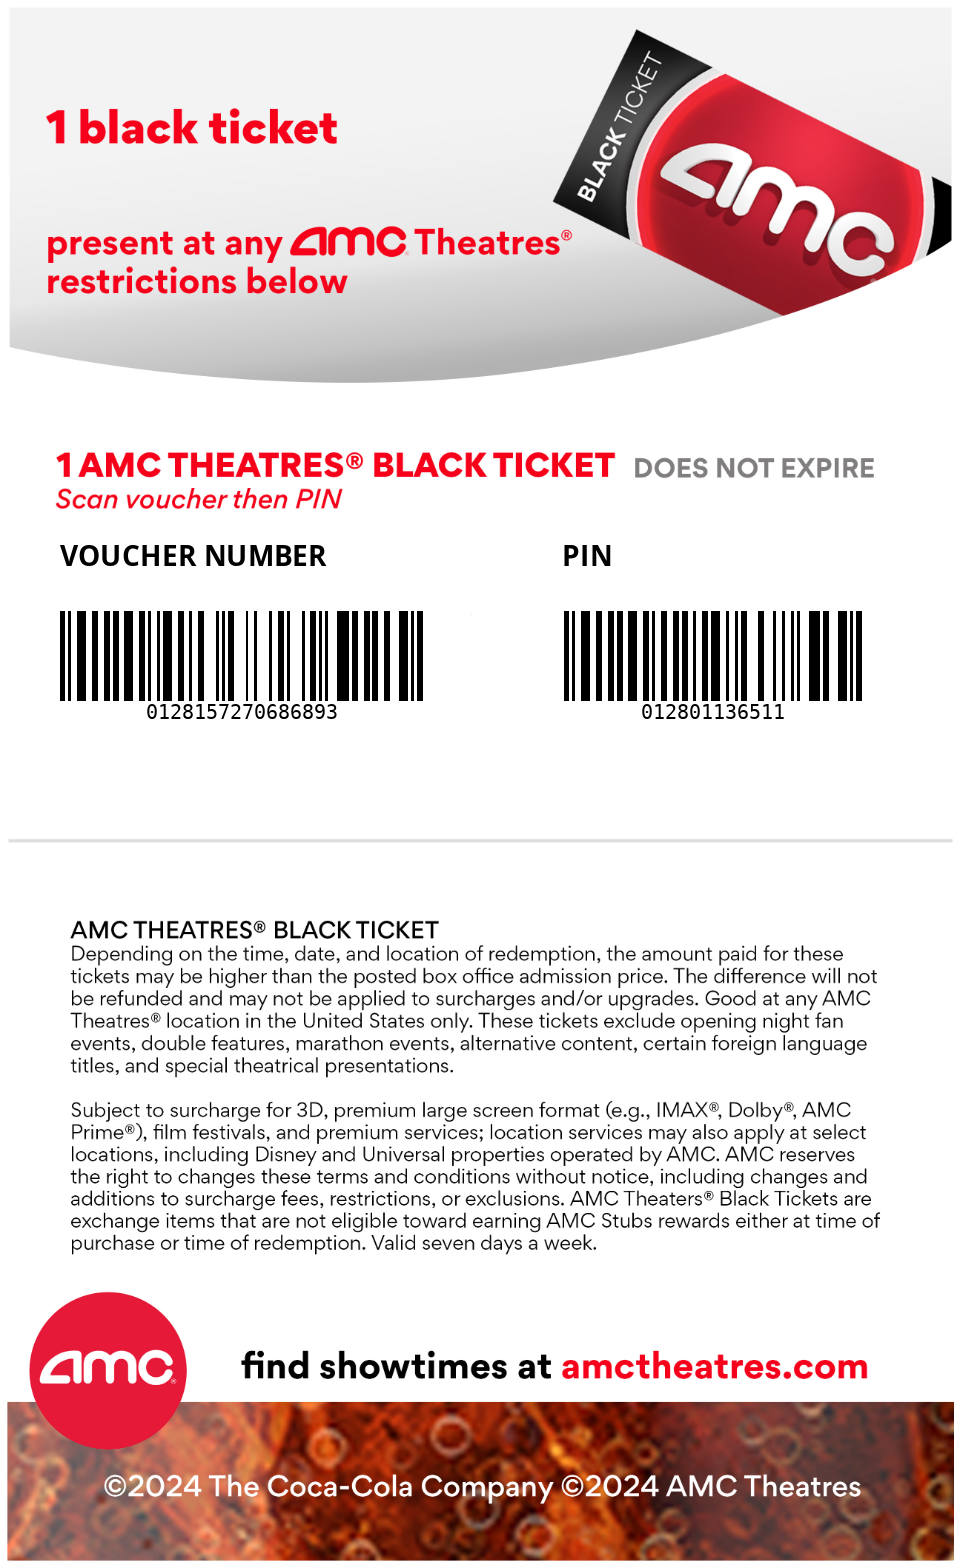 1 black ticket
BLACK TICKET
amc
present at any amc Theatres®
restrictions below
1 AMC THEATRES® BLACK TICKET DOES NOT EXPIRE
Scan voucher then PIN
VOUCHER NUMBER PIN
0128157270686893 012801136511
AMC THEATRES® BLACK TICKET
Depending on the time, date, and location of redemption, the amount paid for these
tickets may be higher than the posted box office admission price. The difference will not
be refunded and may not be applied to surcharges and/or upgrades. Good at any AMC
Theatres® location in the United States only. These tickets exclude opening night fan
events, double features, marathon events, alternative content, certain foreign language
titles, and special theatrical presentations.
Subject to surcharge for 3D, premium large screen format (e.g., IMAX®, Dolby®, AMC
Prime®), film festivals, and premium services; location services may also apply at select
locations, including Disney and Universal properties operated by AMC. AMC reserves
the right to changes these terms and conditions without notice, including changes and
additions to surcharge fees, restrictions, or exclusions. AMC Theaters® Black Tickets are
exchange items that are not eligible toward earning AMC Stubs rewards either at time of
purchase or time of redemption. Valid seven days a week.
amc®
find showtimes at amctheatres.com
©2024 The Coca-Cola Company ©2024 AMC Theatres